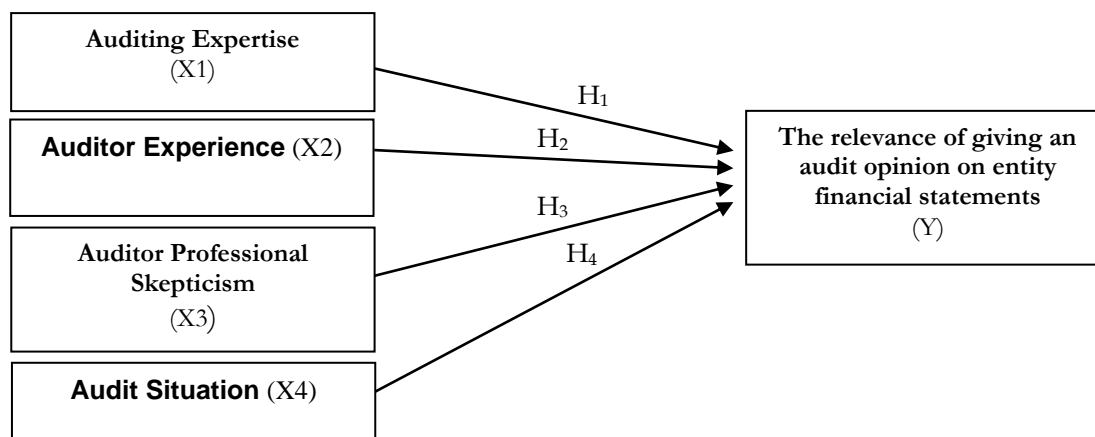 Auditing Expertise
(X1)
H1
Auditor Experience (X2)
H2
The relevance of giving an
audit opinion on entity
financial statements
(Y)
H3
Auditor Professional
Skepticism
(X3)
H4
Audit Situation (X4)